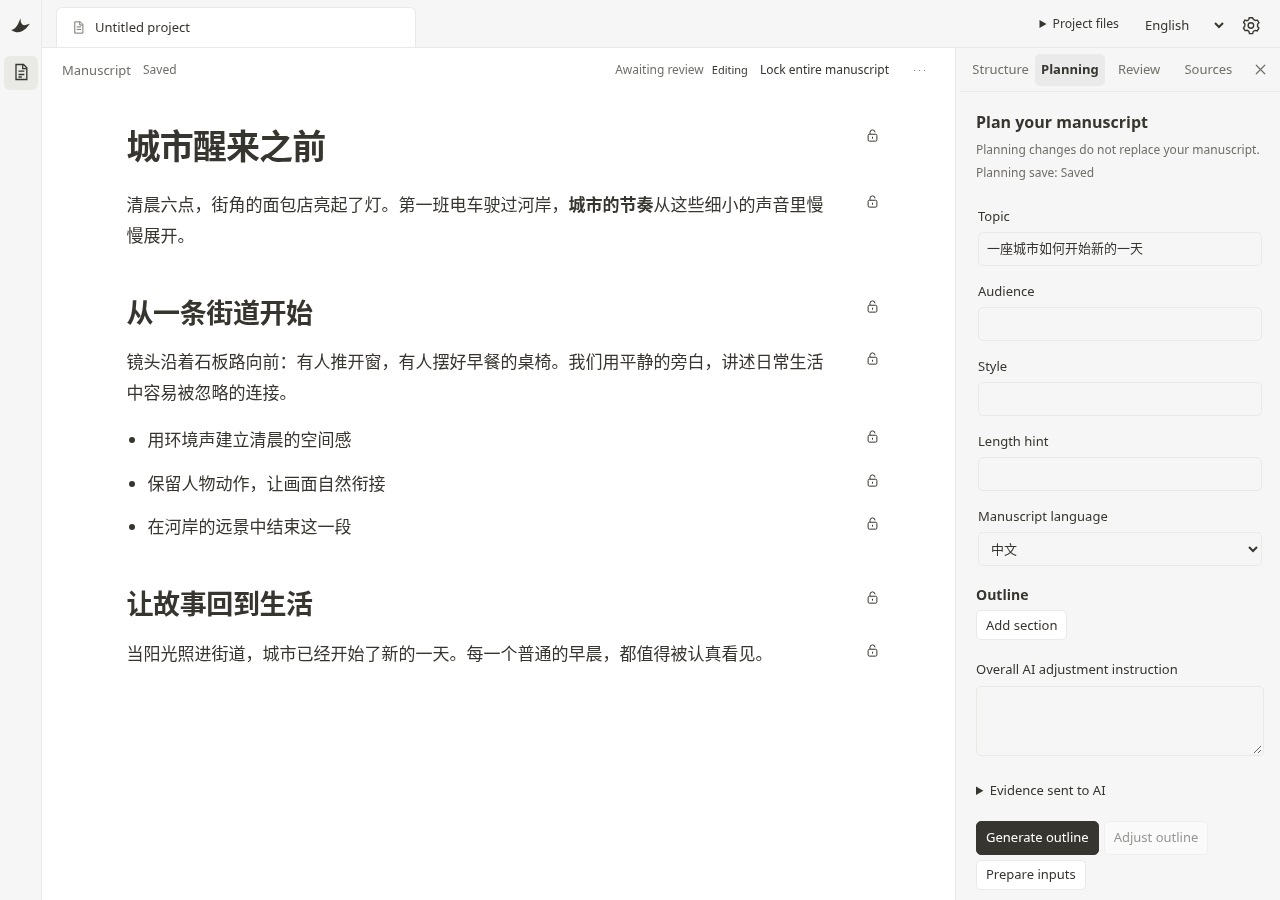 Untitled project
Project files
English
Manuscript
Saved
Awaiting review
Editing
Lock entire manuscript
···
Structure
Planning
Review
Sources
城市醒来之前
清晨六点，街角的面包店亮起了灯。第一班电车驶过河岸，城市的节奏从这些细小的声音里慢
慢展开。
从一条街道开始
镜头沿着石板路向前：有人推开窗，有人摆好早餐的桌椅。我们用平静的旁白，讲述日常生活
中容易被忽略的连接。
用环境声建立清晨的空间感
保留人物动作，让画面自然衔接
在河岸的远景中结束这一段
让故事回到生活
当阳光照进街道，城市已经开始了新的一天。每一个普通的早晨，都值得被认真看见。
Plan your manuscript
Planning changes do not replace your manuscript.
Planning save: Saved
Topic
一座城市如何开始新的一天
Audience
Style
Length hint
Manuscript language
中文
Outline
Add section
Overall AI adjustment instruction
Evidence sent to AI
Generate outline
Adjust outline
Prepare inputs